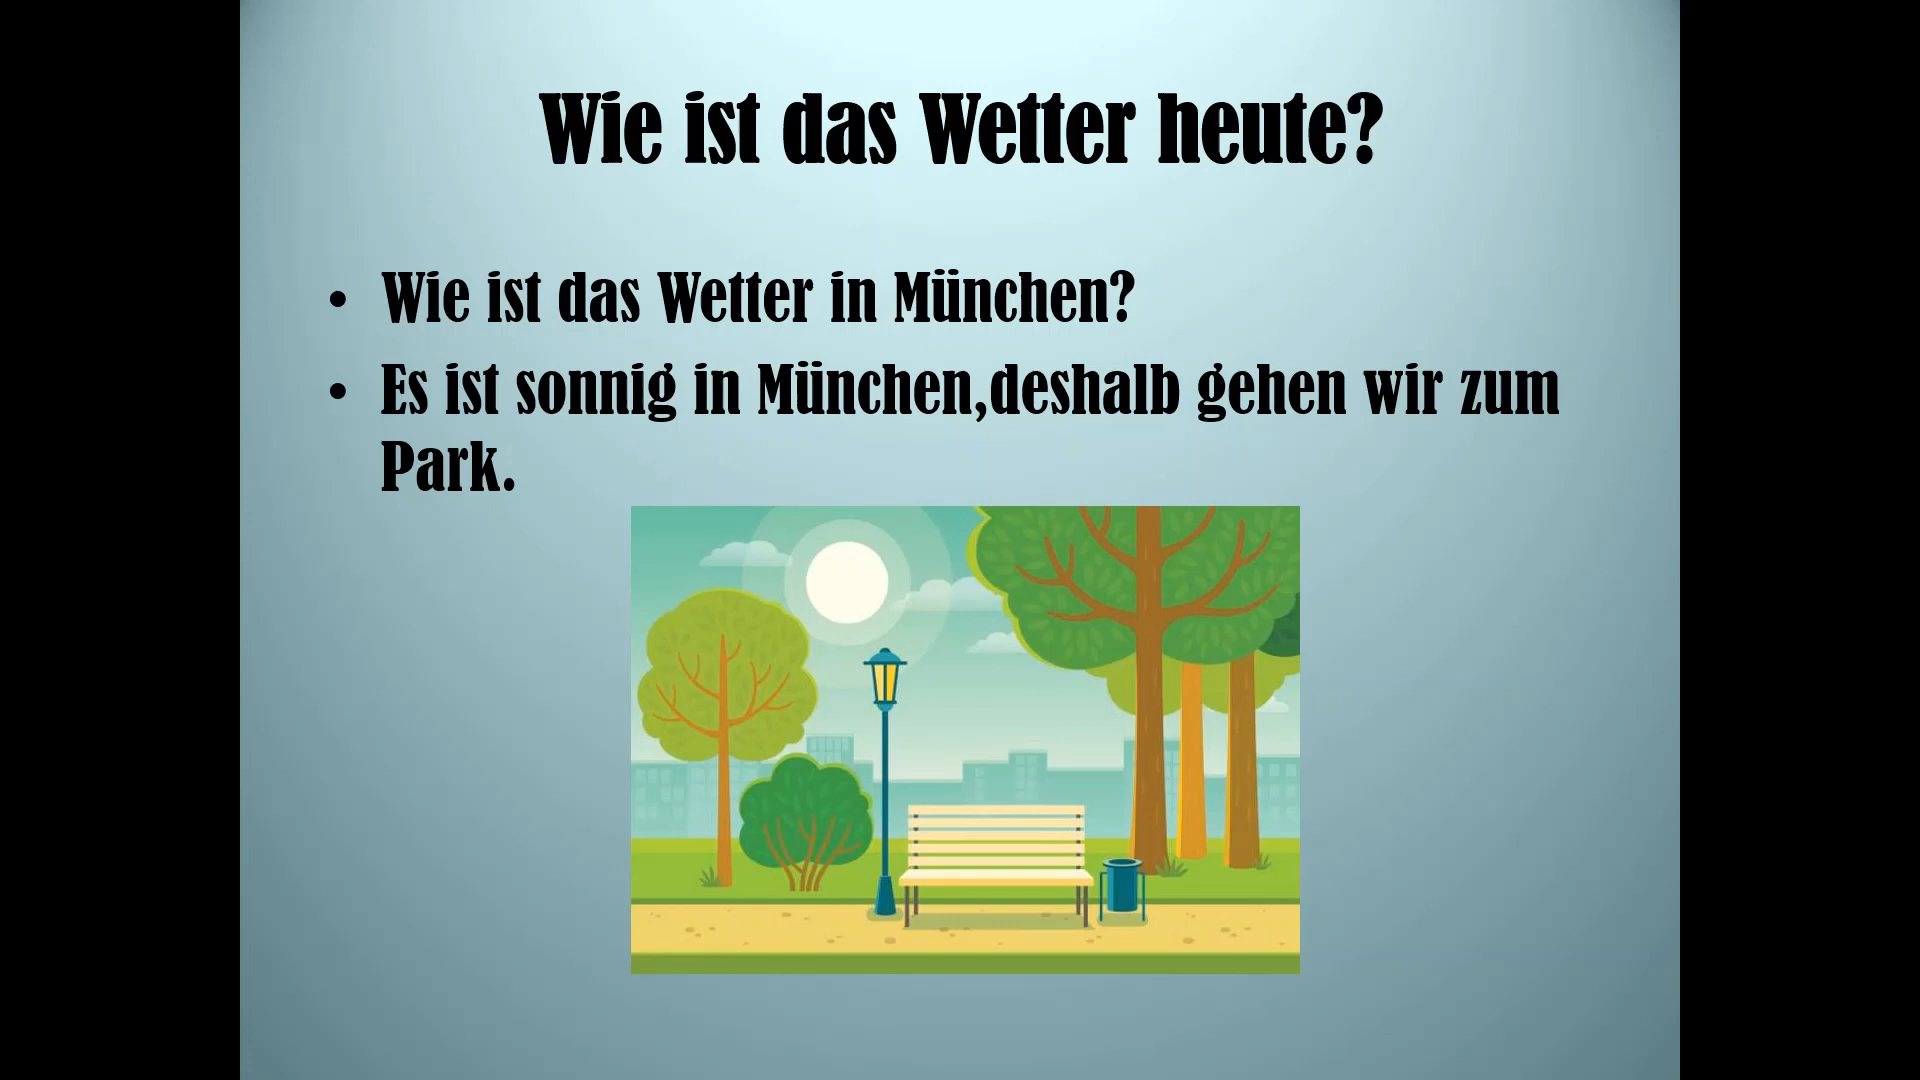 Wie ist das Wetter heute?
• Wie ist das Wetter in München?
• Es ist sonnig in München,deshalb gehen wir zum
Park.